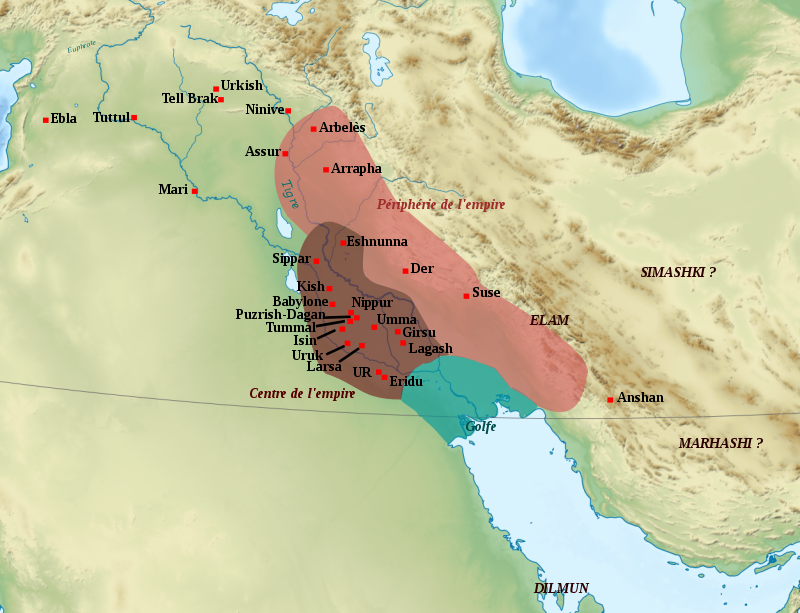 Euphrate
Urkish
Tell Brak
Ninive
Ebla
Tuttul
Arbelès
Assur
Arrapha
Mari
Tigre
Périphérie de l'empire
Eshnunna
Sippar
Der
SIMASHKI ?
Kish
Suse
Babylone
Nippur
Puzrish-Dagan
Umma
ELAM
Tummal
Girsu
Isin
Lagash
Uruk
Larsa
UR
Eridu
Centre de l'empire
Anshan
Golfe
MARHASHI ?
DILMUN